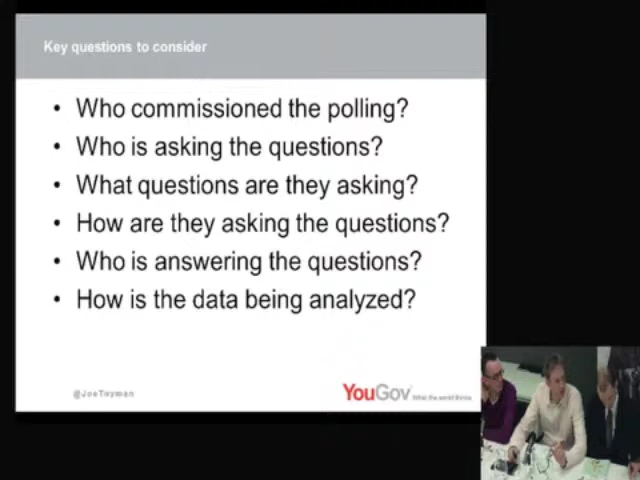 Key questions to consider
• Who commissioned the polling?
• Who is asking the questions?
• What questions are they asking?
• How are they asking the questions?
• Who is answering the questions?
• How is the data being analyzed?
@JoeTwyman
YouGov What the world thinks